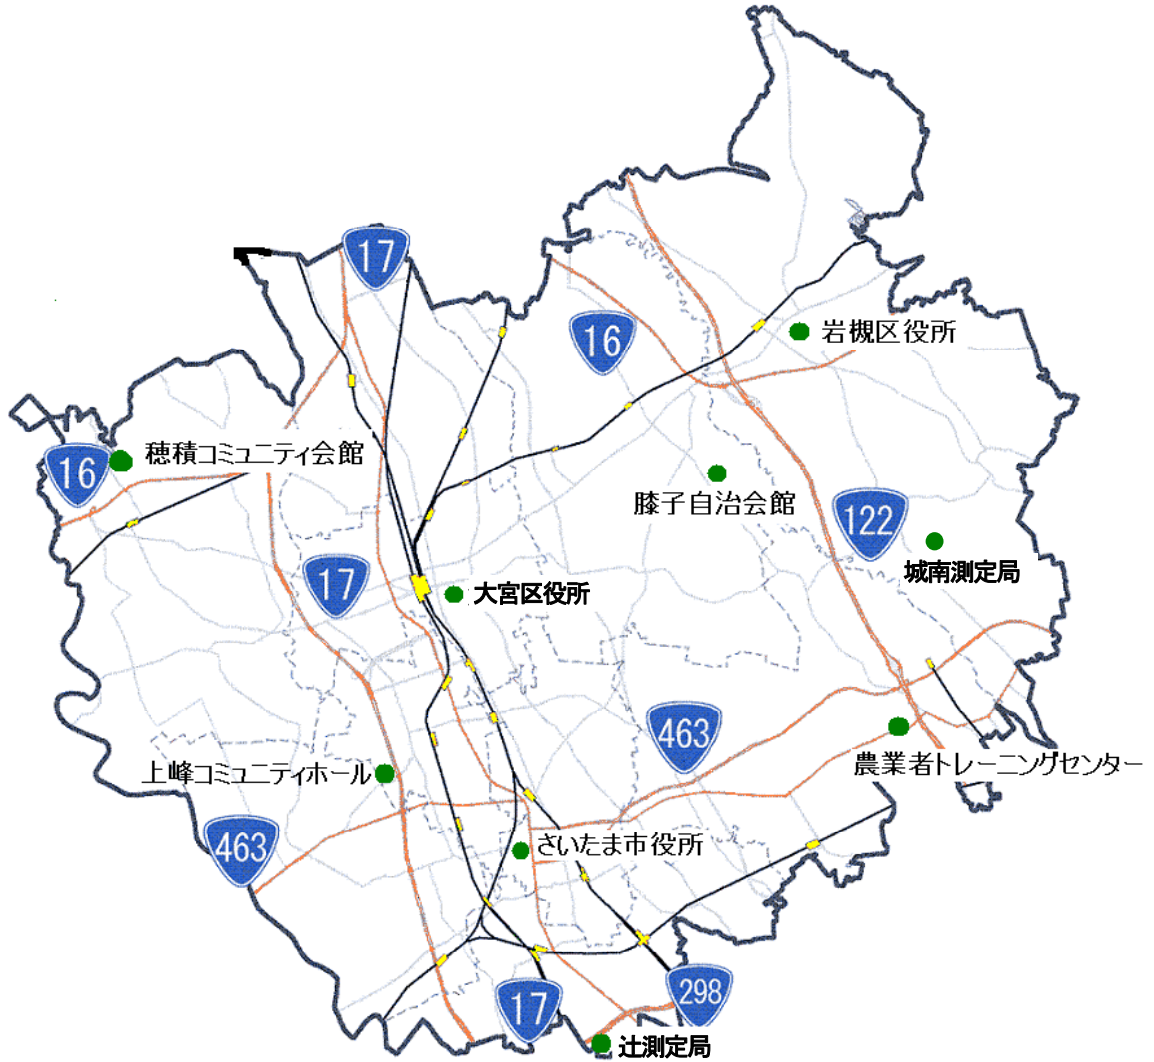 17
16
岩槻区役所
穂積コミュニティ会館
16
膝子自治会館
122
城南測定局
17
大宮区役所
463
農業者トレーニングセンター
上峰コミュニティホール
463
さいたま市役所
17
298
辻測定局